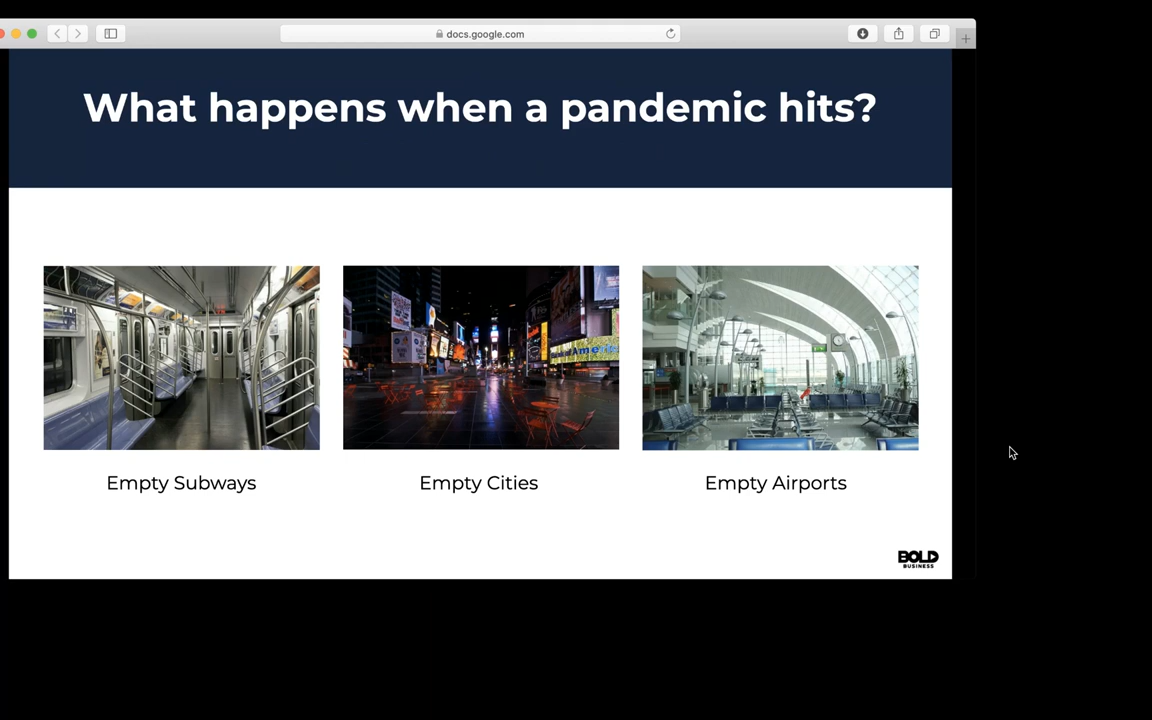 docs.google.com
What happens when a pandemic hits?
Empty Subways
Empty Cities
Empty Airports
BOLD
BUSINESS